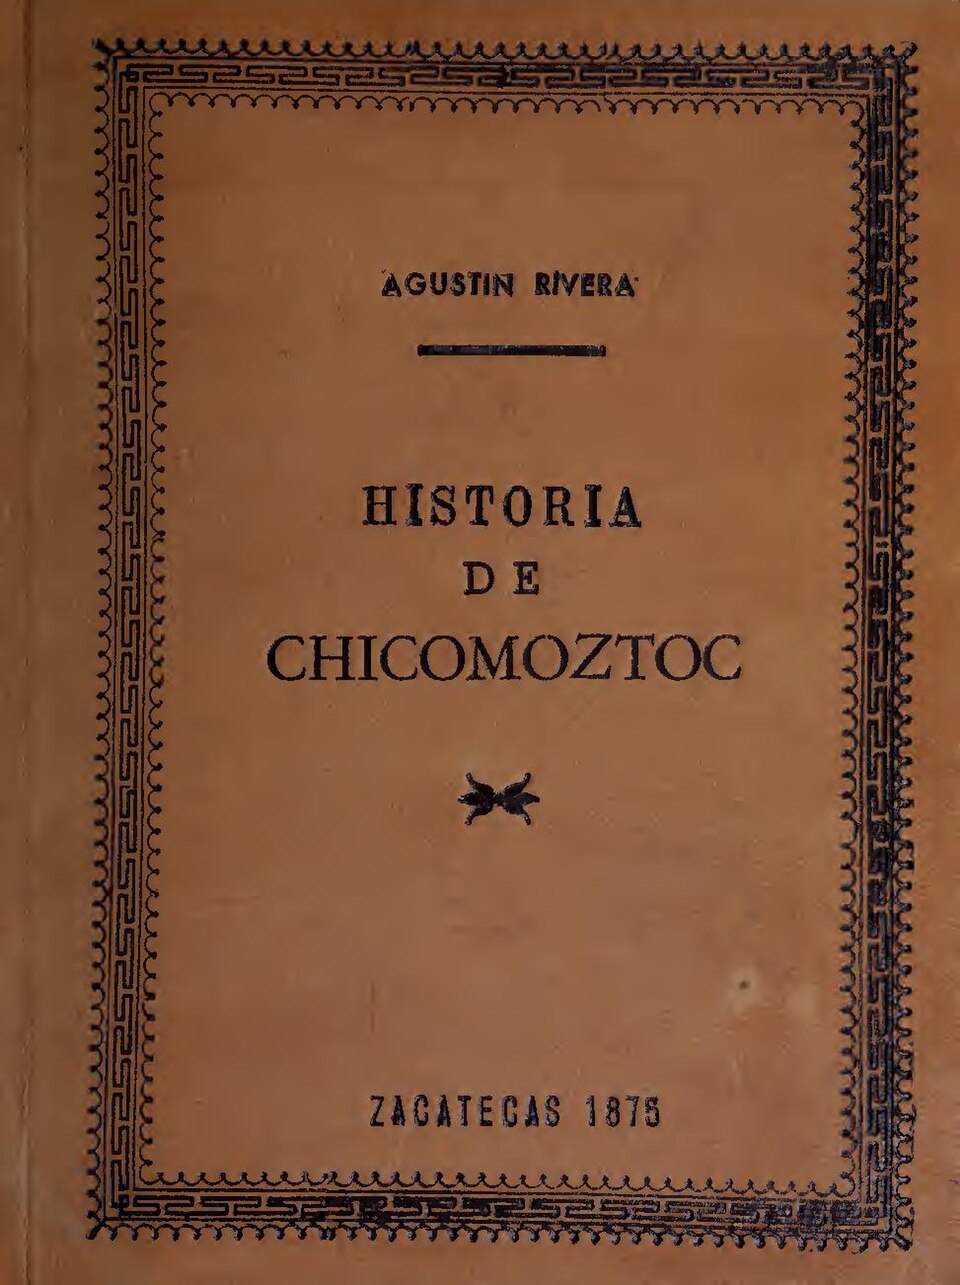 AGUSTIN RIVERA
HISTORIA
DE
CHICOMOZTOC
ZACATECAS 1875